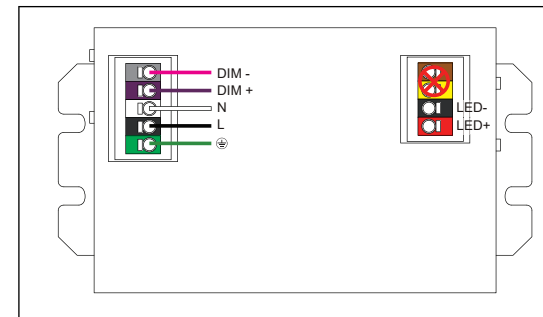 DIM -
DIM +
N
L
LED-
LED+